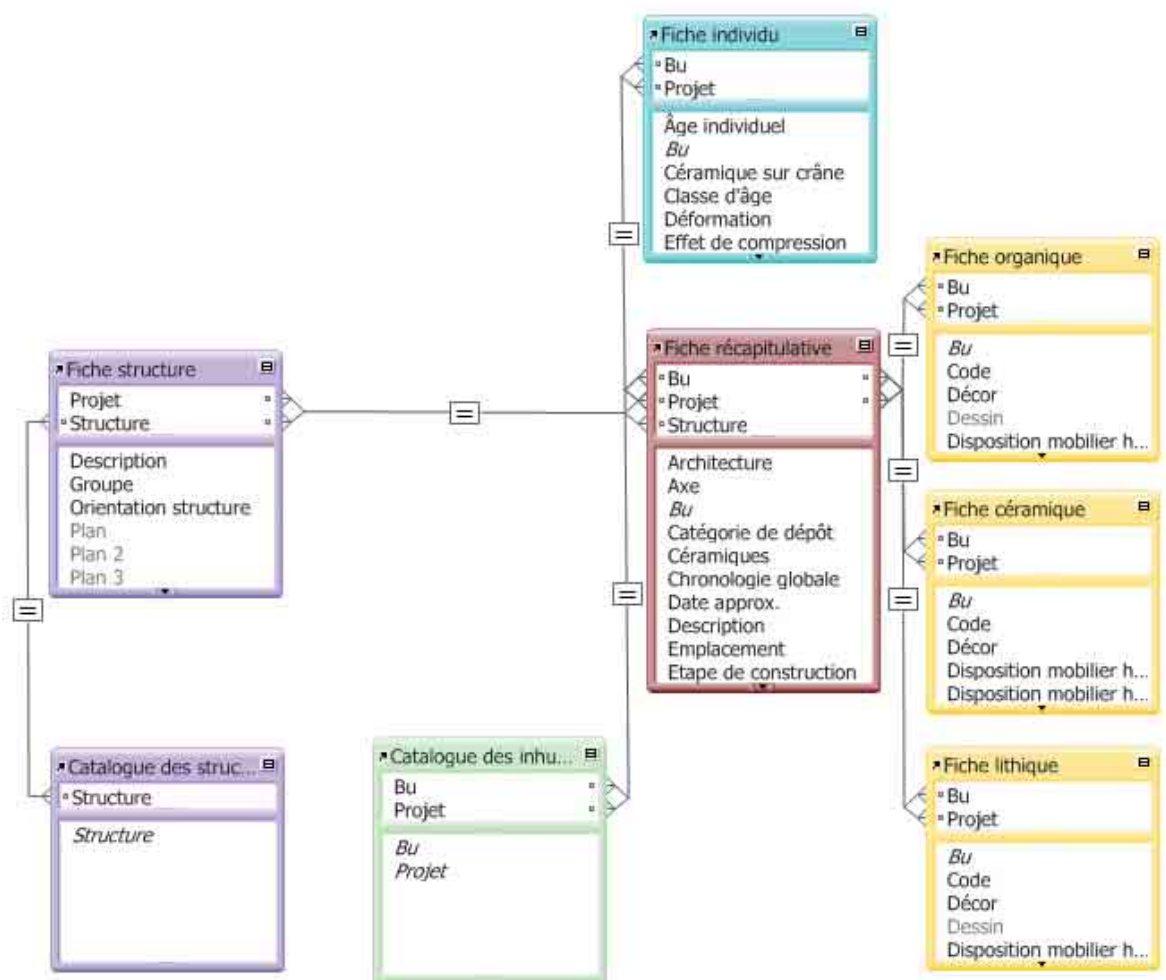 Fiche individu
Bu
Projet
Âge individuel
Bu
Céramique sur crâne
Classe d'âge
Déformation
Effet de compression
Fiche organique
Bu
Projet
Bu
Code
Décor
Dessin
Disposition mobilier h...
Fiche structure
Projet
Structure
Description
Groupe
Orientation structure
Plan
Plan 2
Plan 3
Fiche récapitulative
Bu
Projet
Structure
Architecture
Axe
Bu
Catégorie de dépôt
Céramiques
Chronologie globale
Date approx.
Description
Emplacement
Etape de construction
Fiche céramique
Bu
Projet
Bu
Code
Décor
Disposition mobilier h...
Disposition mobilier h...
Catalogue des struc...
Structure
Structure
Catalogue des inhu...
Bu
Projet
Bu
Projet
Fiche lithique
Bu
Projet
Bu
Code
Décor
Dessin
Disposition mobilier h...